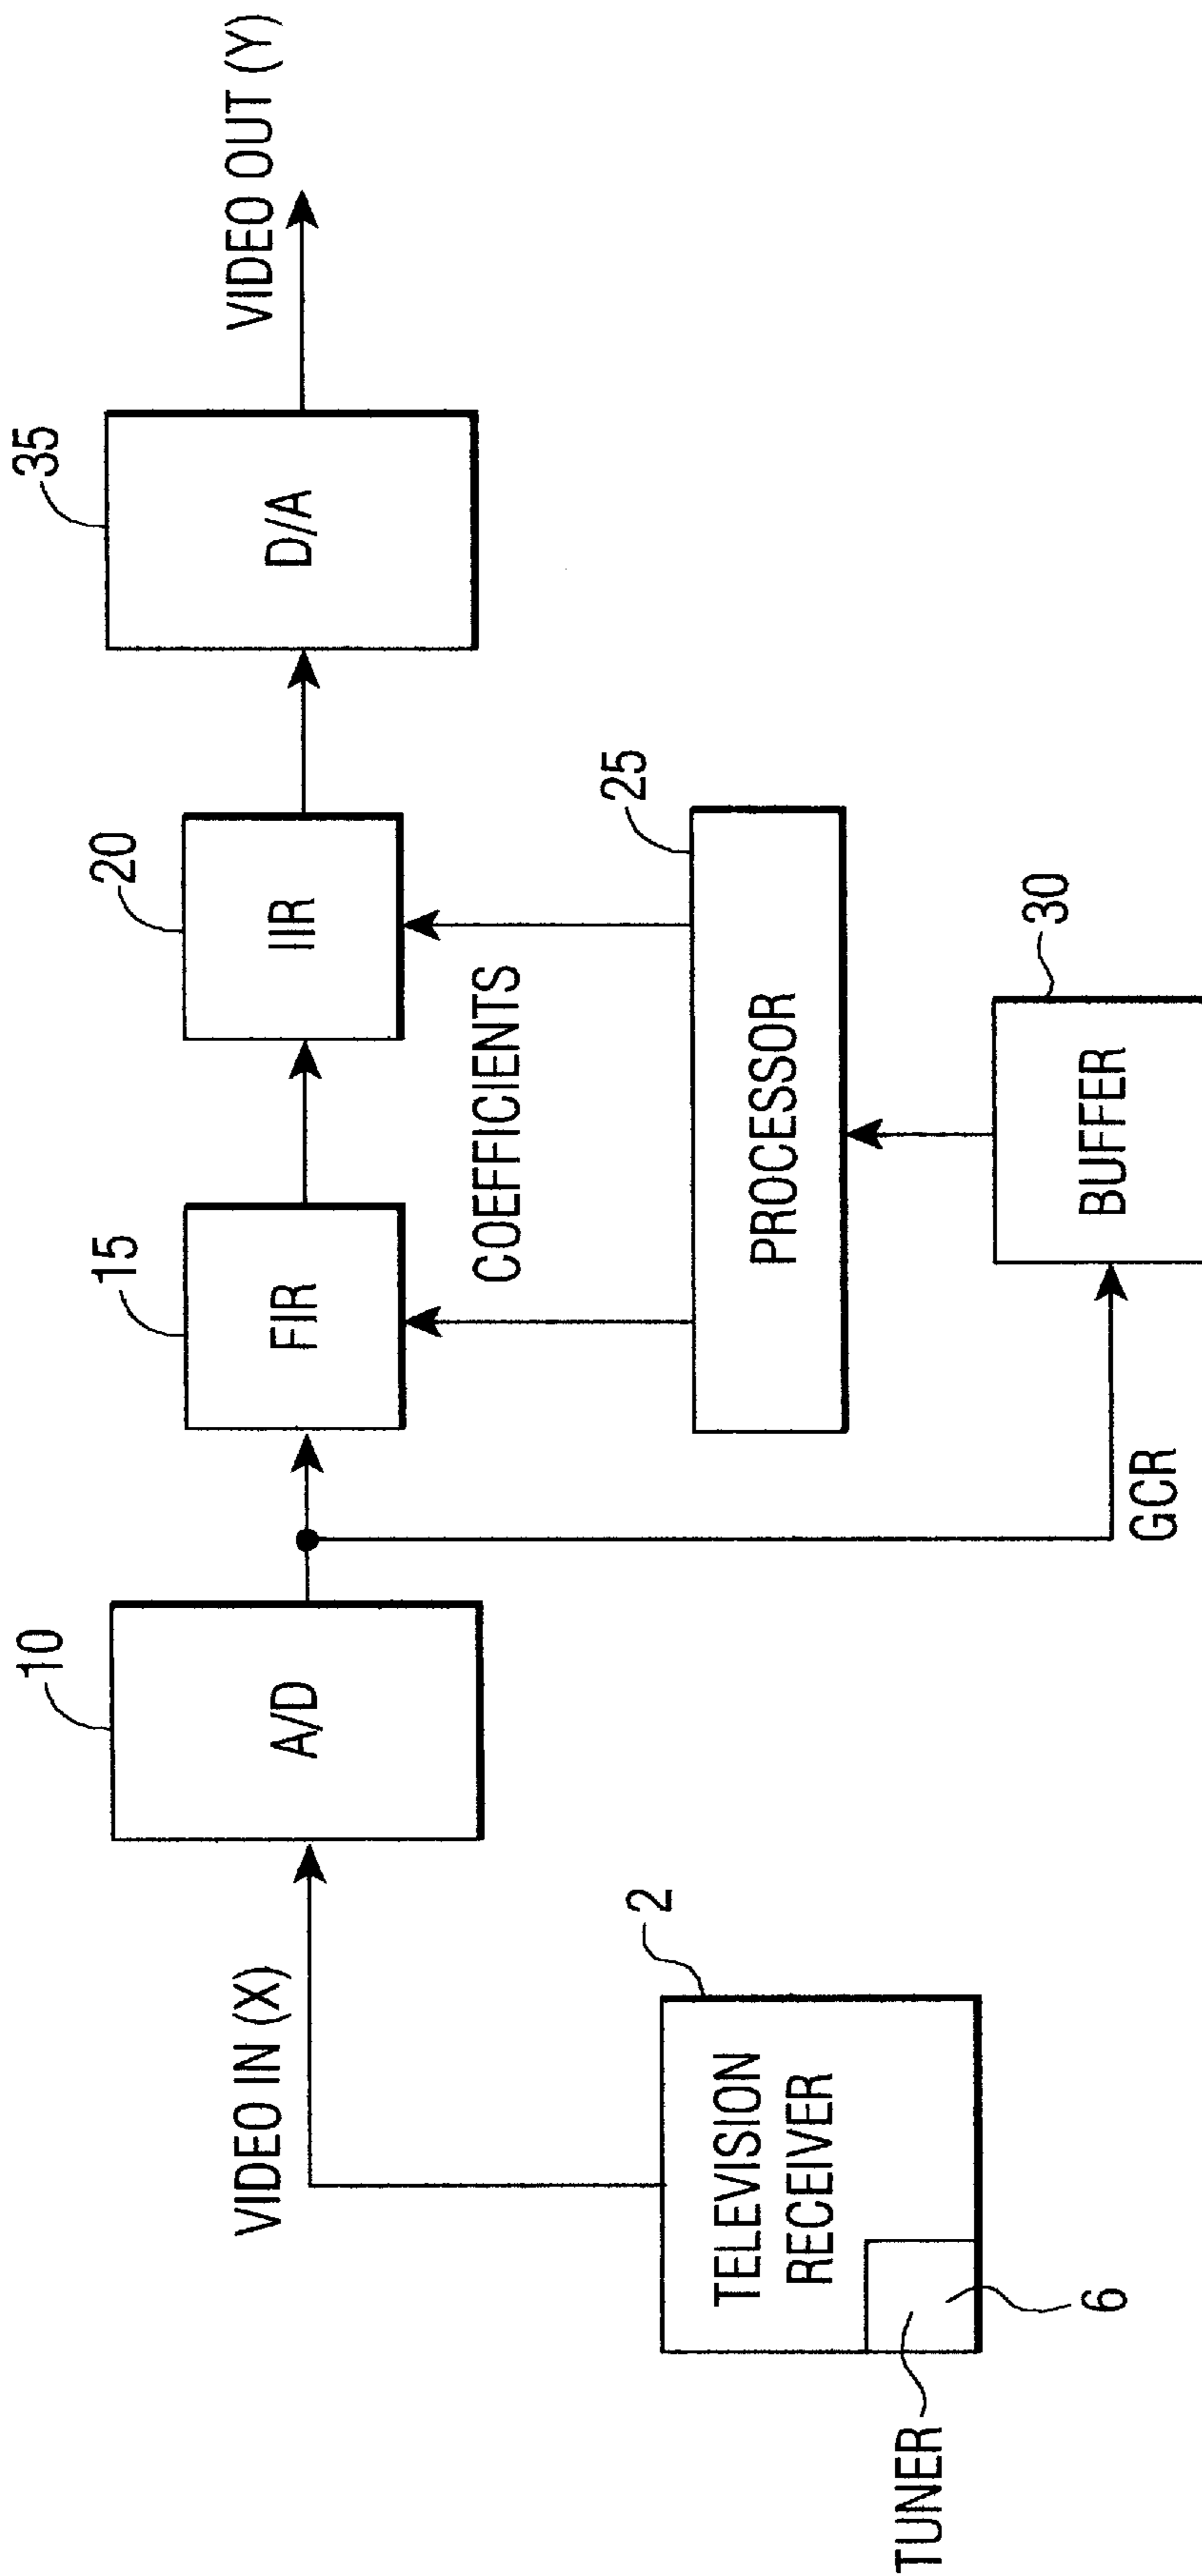 VIDEO IN (X)
10
A/D
15
FIR
20
IIR
35
D/A
VIDEO OUT (Y)
COEFFICIENTS
2
TELEVISION
RECEIVER
TUNER
6
25
PROCESSOR
GCR
30
BUFFER